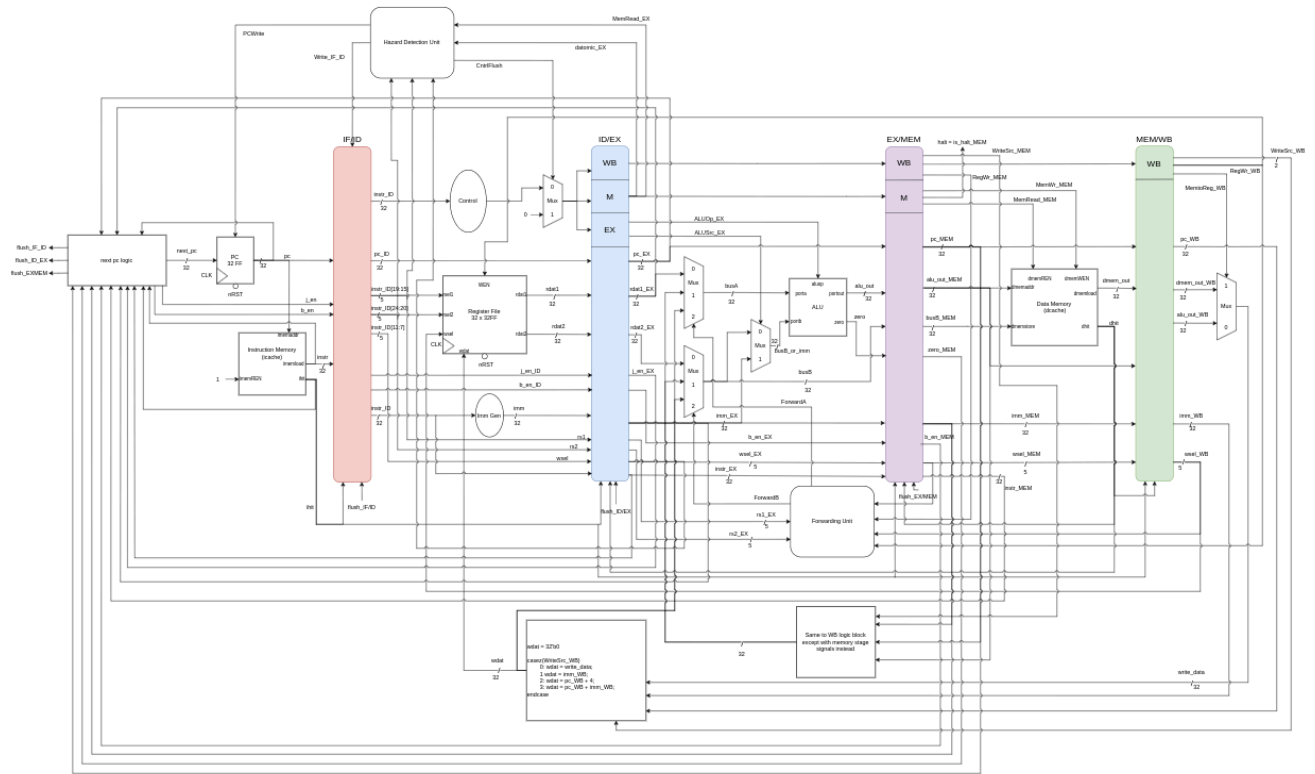 MemRead_EX
PCWrite
Hazard Detection Unit
datomic_EX
Write_IF_ID
CntrlFlush
IF/ID
ID/EX
EX/MEM
MEM/WB
halt = is_halt_MEM
WriteSrc_MEM
WriteSrc_WB
2
WB
WB
WB
RegWr_WB
RegWr_MEM
MemWr_MEM
MemtoReg_WB
instr_ID
32
Control
0
Mux
1
0
M
M
MemRead_MEM
EX
ALUOp_EX
ALUSrc_EX
flush_IF_ID
flush_ID_EX
flush_EXMEM
next pc logic
next_pc
32
PC
32 FF
CLK
nRST
32
pc
pc_ID
32
pc_EX
32
pc_MEM
32
pc_WB
32
instr_ID[19:15]
5
instr_ID[24:20]
5
instr_ID[11:7]
5
WEN
rsel1
rsel2
wsel
Register File
32 x 32FF
rdat1
rdat2
CLK
wdat
nRST
rdat1
32
rdat2
32
rdat1_EX
32
rdat2_EX
32
0
Mux
1
2
busA
32
0
Mux
1
32
busB_or_imm
aluop
porta
portout
ALU
portb
zero
alu_out
32
zero
alu_out_MEM
32
busB_MEM
32
zero_MEM
dmemREN
dmemWEN
dmemaddr
dmemload
Data Memory
(dcache)
dmemstore
dhit
dmem_out
32
dhit
dmem_out_WB
32
alu_out_WB
32
1
Mux
0
j_en
b_en
imemaddr
Instruction Memory
(icache)
imemload
imemREN
ihit
1
instr
32
0
Mux
1
2
busB
32
j_en_ID
b_en_ID
j_en_EX
ForwardA
instr_ID
32
Imm Gen
imm
32
imm_EX
32
imm_MEM
32
imm_WB
32
rs1
rs2
wsel
b_en_EX
b_en_MEM
wsel_EX
5
wsel_MEM
5
wsel_WB
5
instr_EX
32
32
instr_MEM
ihit
flush_IF/ID
flush_ID/EX
flush_EX/MEM
ForwardB
rs1_EX
5
rs2_EX
5
Forwarding Unit
Same to WB logic block
except with memory stage
signals instead
32
wdat
32
wdat = 32'b0
casez(WriteSrc_WB)
0: wdat = write_data;
1 wdat = imm_WB;
2: wdat = pc_WB + 4;
3: wdat = pc_WB + imm_WB;
endcase
write_data
32